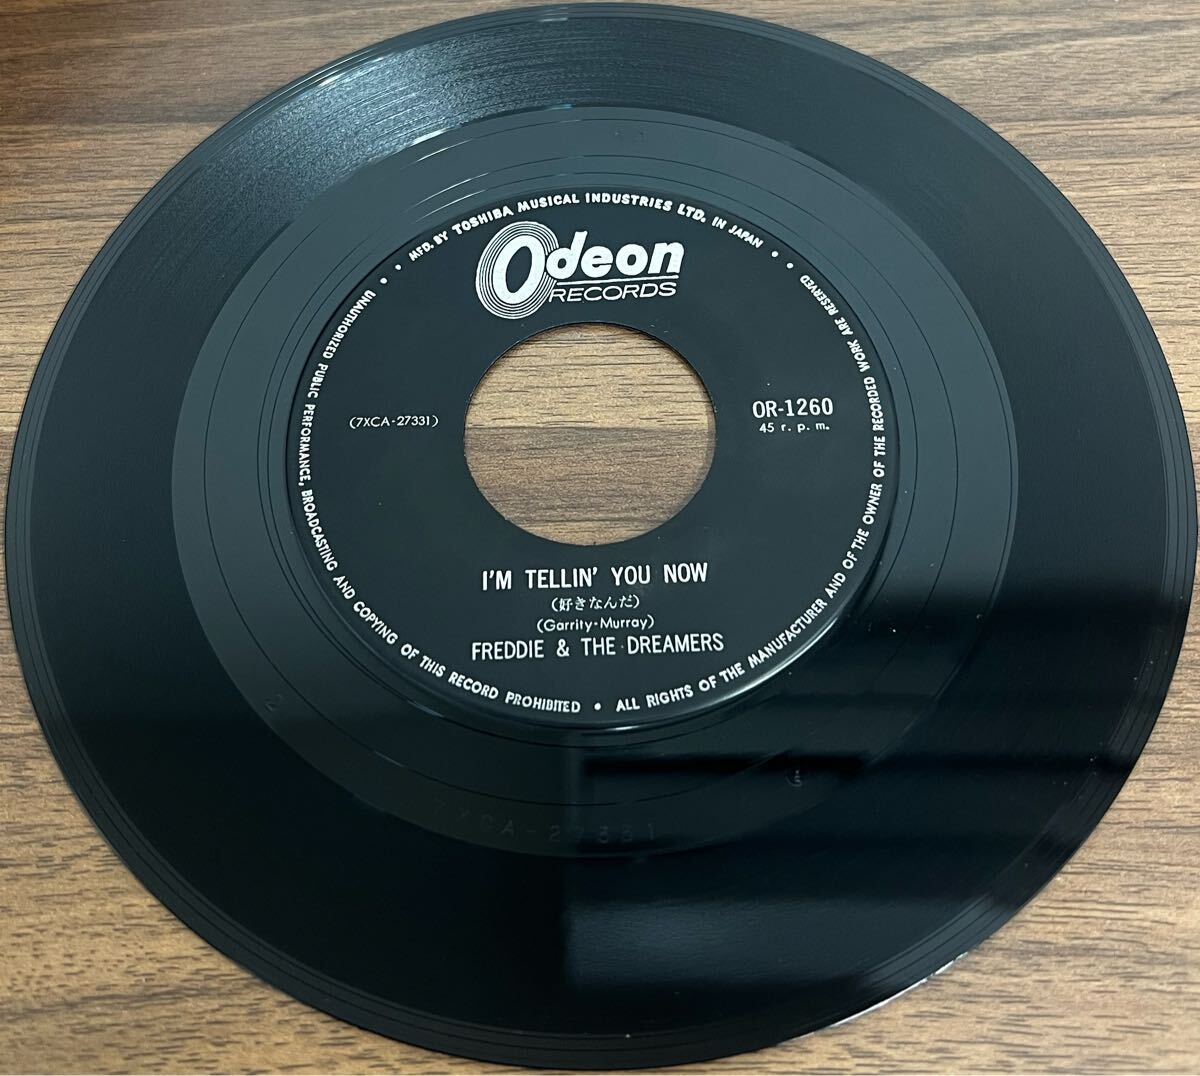 MFD. BY TOSHIBA MUSICAL INDUSTRIES LTD. IN JAPAN
Odeon
RECORDS
(7XCA-27331)
OR-1260
45 r. p. m.
I'M TELLIN' YOU NOW
(好きなんだ)
(Garrity-Murray)
FREDDIE & THE DREAMERS
UNAUTHORIZED PUBLIC PERFORMANCE, BROADCASTING AND COPYING OF THIS RECORD PROHIBITED • ALL RIGHTS OF THE MANUFACTURER AND OF THE OWNER OF THE RECORDED WORK ARE RESERVED
2
7XCA-27331